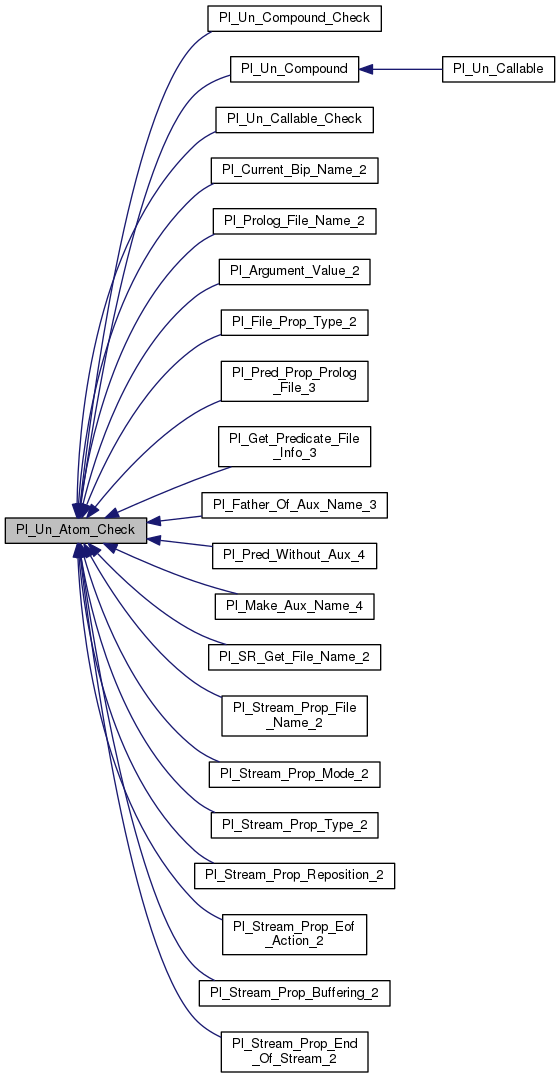 Pl_Un_Compound_Check
Pl_Un_Compound
Pl_Un_Callable
Pl_Un_Callable_Check
Pl_Current_Bip_Name_2
Pl_Prolog_File_Name_2
Pl_Argument_Value_2
Pl_File_Prop_Type_2
Pl_Pred_Prop_Prolog
_File_3
Pl_Get_Predicate_File
_Info_3
Pl_Father_Of_Aux_Name_3
Pl_Un_Atom_Check
Pl_Pred_Without_Aux_4
Pl_Make_Aux_Name_4
Pl_SR_Get_File_Name_2
Pl_Stream_Prop_File
_Name_2
Pl_Stream_Prop_Mode_2
Pl_Stream_Prop_Type_2
Pl_Stream_Prop_Reposition_2
Pl_Stream_Prop_Eof
_Action_2
Pl_Stream_Prop_Buffering_2
Pl_Stream_Prop_End
_Of_Stream_2